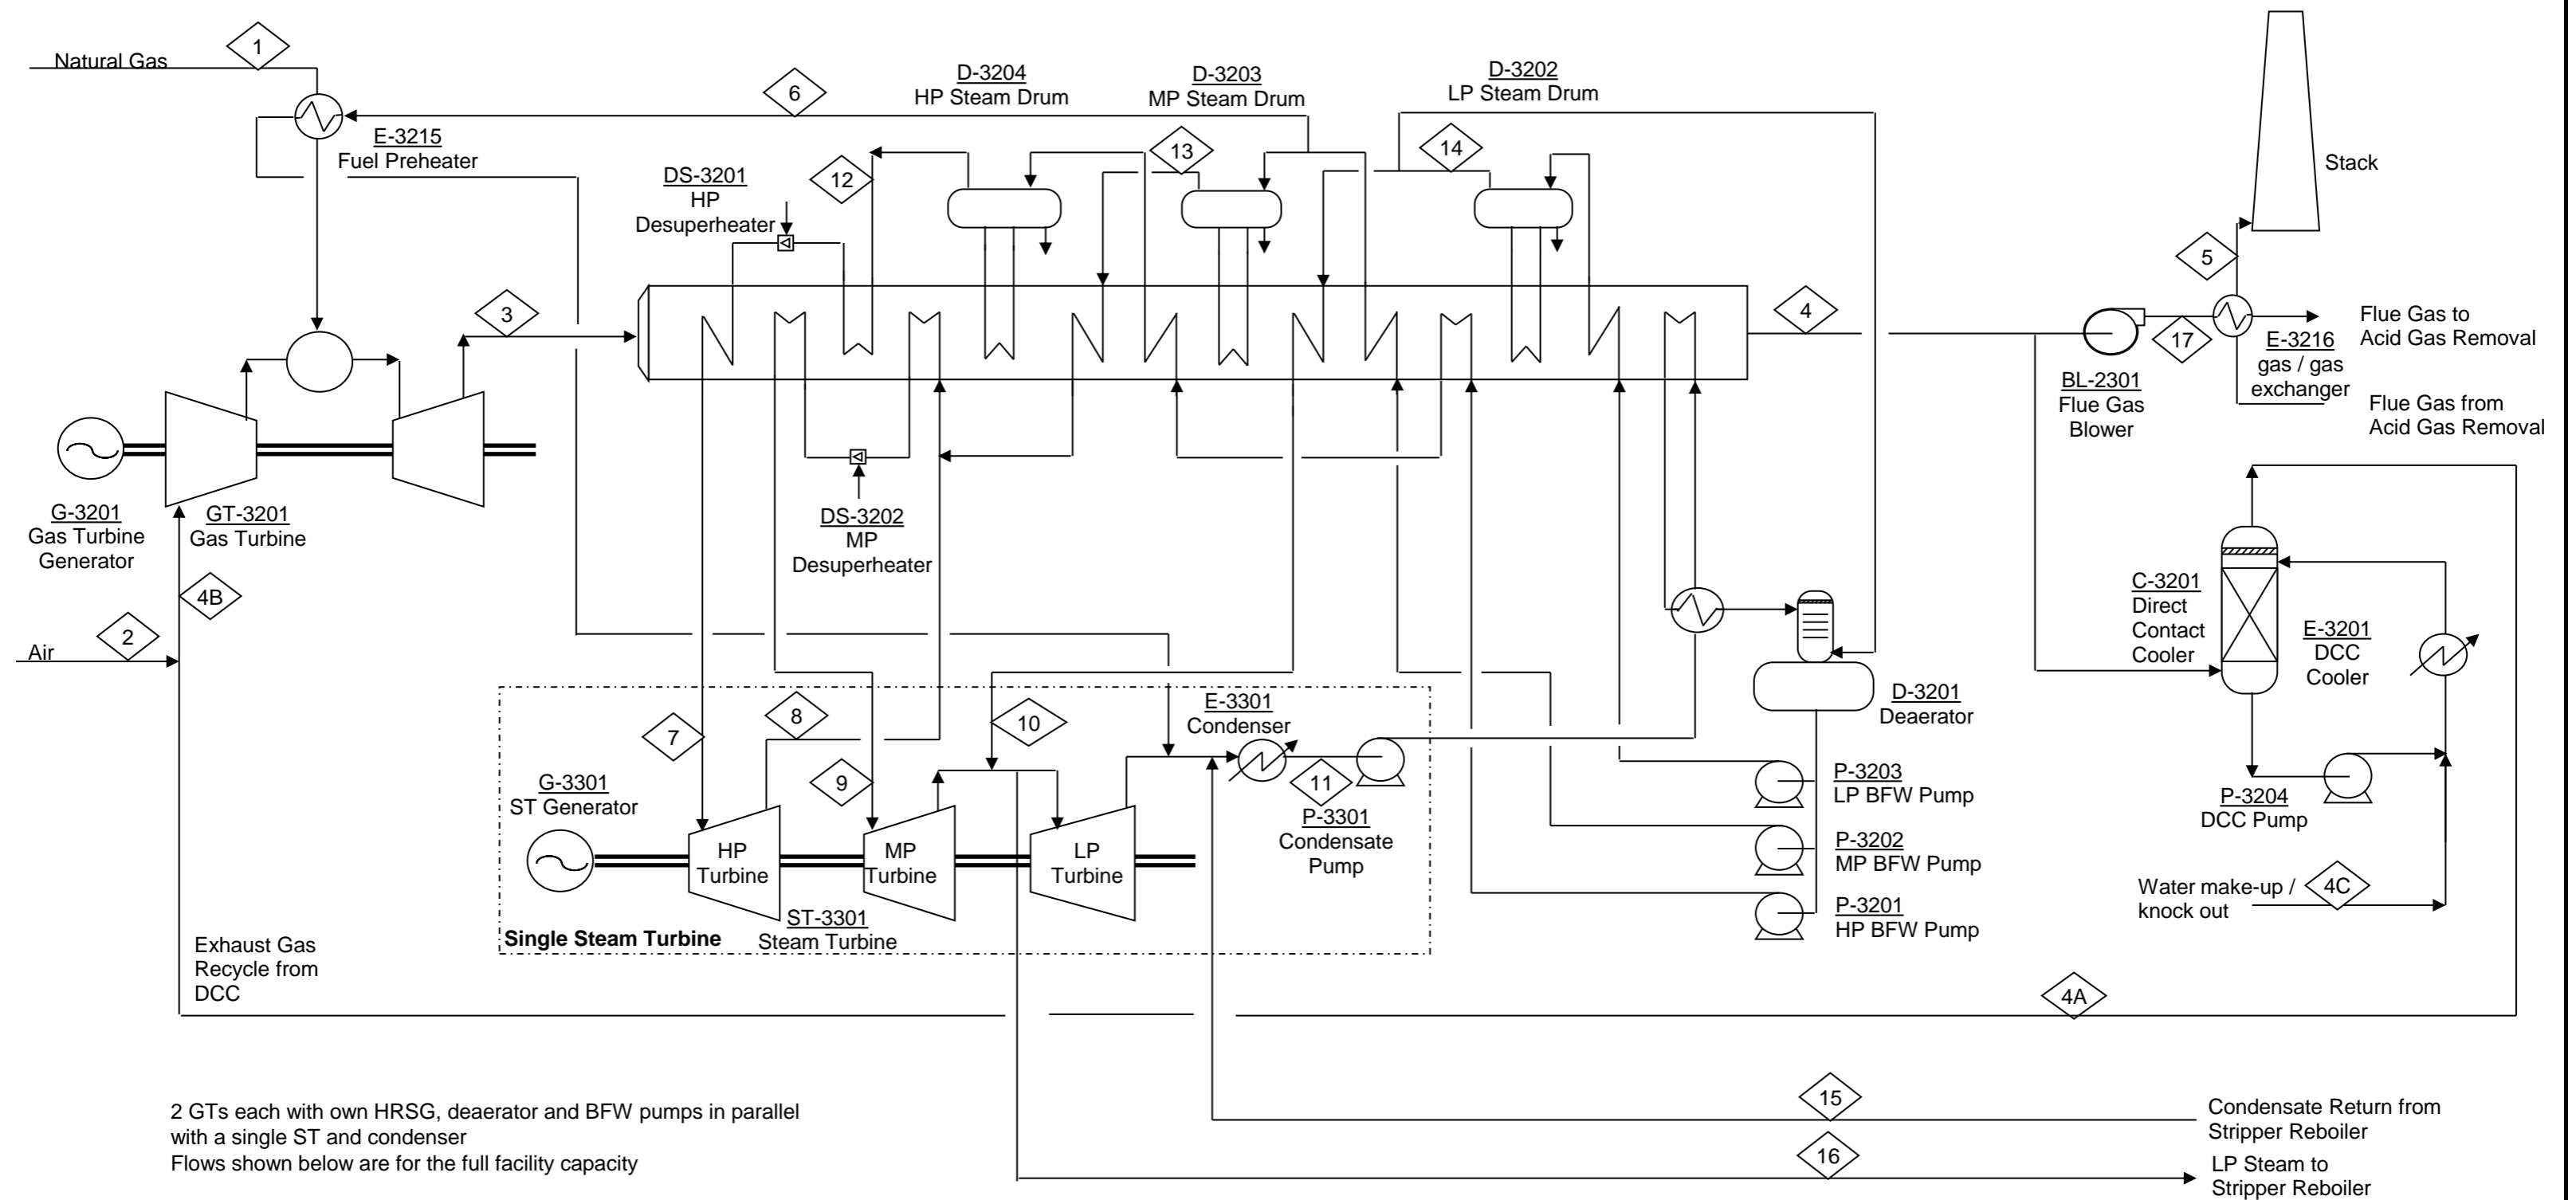 1
Natural Gas
6
D-3204
HP Steam Drum
D-3203
MP Steam Drum
D-3202
LP Steam Drum
E-3215
Fuel Preheater
12
13
14
DS-3201
HP
Desuperheater
Stack
5
3
4
17
E-3216
gas / gas
exchanger
Flue Gas to
Acid Gas Removal
BL-2301
Flue Gas
Blower
Flue Gas from
Acid Gas Removal
G-3201
Gas Turbine
Generator
GT-3201
Gas Turbine
DS-3202
MP
Desuperheater
4B
2
Air
C-3201
Direct
Contact
Cooler
E-3201
DCC
Cooler
D-3201
Deaerator
7
8
9
10
E-3301
Condenser
11
P-3301
Condensate
Pump
G-3301
ST Generator
HP
Turbine
MP
Turbine
LP
Turbine
ST-3301
Steam Turbine
Single Steam Turbine
P-3203
LP BFW Pump
P-3202
MP BFW Pump
P-3201
HP BFW Pump
P-3204
DCC Pump
Water make-up /
knock out
4C
Exhaust Gas
Recycle from
DCC
4A
2 GTs each with own HRSG, deaerator and BFW pumps in parallel
with a single ST and condenser
Flows shown below are for the full facility capacity
15
Condensate Return from
Stripper Reboiler
16
LP Steam to
Stripper Reboiler